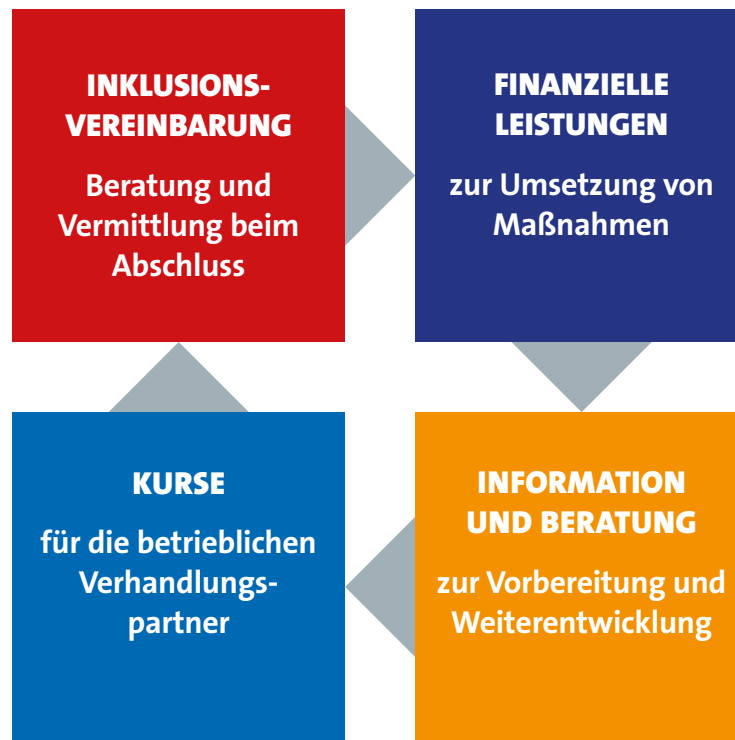 INKLUSIONS-
VEREINBARUNG
Beratung und
Vermittlung beim
Abschluss
FINANZIELLE
LEISTUNGEN
zur Umsetzung von
Maßnahmen
KURSE
für die betrieblichen
Verhandlungs-
partner
INFORMATION
UND BERATUNG
zur Vorbereitung und
Weiterentwicklung